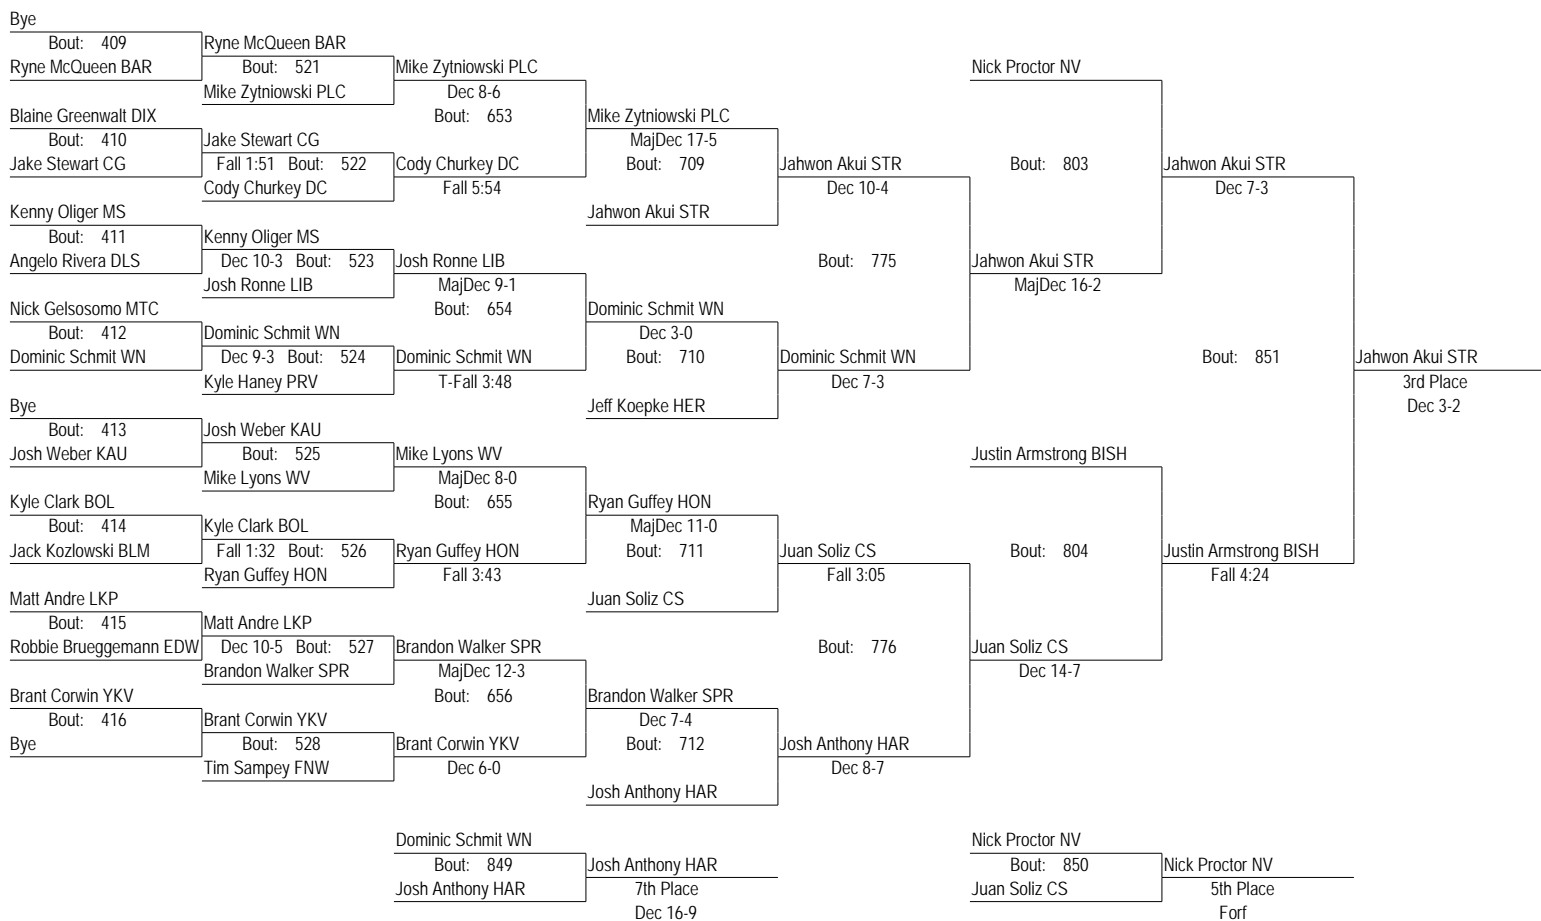 Bye
Bout: 409
Ryne McQueen BAR
Blaine Greenwalt DIX
Bout: 410
Jake Stewart CG
Kenny Oliger MS
Bout: 411
Angelo Rivera DLS
Nick Gelsosomo MTC
Bout: 412
Dominic Schmit WN
Bye
Bout: 413
Josh Weber KAU
Kyle Clark BOL
Bout: 414
Jack Kozlowski BLM
Matt Andre LKP
Bout: 415
Robbie Brueggemann EDW
Brant Corwin YKV
Bout: 416
Bye
Ryne McQueen BAR
Bout: 521
Mike Zytniowski PLC
Jake Stewart CG
Fall 1:51 Bout: 522
Cody Churkey DC
Kenny Oliger MS
Dec 10-3 Bout: 523
Josh Ronne LIB
Dominic Schmit WN
Dec 9-3 Bout: 524
Kyle Haney PRV
Josh Weber KAU
Bout: 525
Mike Lyons WV
Kyle Clark BOL
Fall 1:32 Bout: 526
Ryan Guffey HON
Matt Andre LKP
Dec 10-5 Bout: 527
Brandon Walker SPR
Brant Corwin YKV
Bout: 528
Tim Sampey FNW
Mike Zytniowski PLC
Dec 8-6
Bout: 653
Cody Churkey DC
Fall 5:54
Josh Ronne LIB
MajDec 9-1
Bout: 654
Dominic Schmit WN
T-Fall 3:48
Mike Lyons WV
MajDec 8-0
Bout: 655
Ryan Guffey HON
Fall 3:43
Brandon Walker SPR
MajDec 12-3
Bout: 656
Brant Corwin YKV
Dec 6-0
Mike Zytniowski PLC
MajDec 17-5
Bout: 709
Jahwon Akui STR
Dominic Schmit WN
Dec 3-0
Bout: 710
Jeff Koepke HER
Ryan Guffey HON
MajDec 11-0
Bout: 711
Juan Soliz CS
Brandon Walker SPR
Dec 7-4
Bout: 712
Josh Anthony HAR
Jahwon Akui STR
Dec 10-4
Bout: 775
Dominic Schmit WN
Dec 7-3
Juan Soliz CS
Fall 3:05
Bout: 776
Josh Anthony HAR
Dec 8-7
Nick Proctor NV
Bout: 803
Jahwon Akui STR
MajDec 16-2
Justin Armstrong BISH
Bout: 804
Juan Soliz CS
Dec 14-7
Jahwon Akui STR
Dec 7-3
Bout: 851
Justin Armstrong BISH
Fall 4:24
Jahwon Akui STR
3rd Place
Dec 3-2
Dominic Schmit WN
Bout: 849
Josh Anthony HAR
Josh Anthony HAR
7th Place
Dec 16-9
Nick Proctor NV
Bout: 850
Juan Soliz CS
Nick Proctor NV
5th Place
Forf